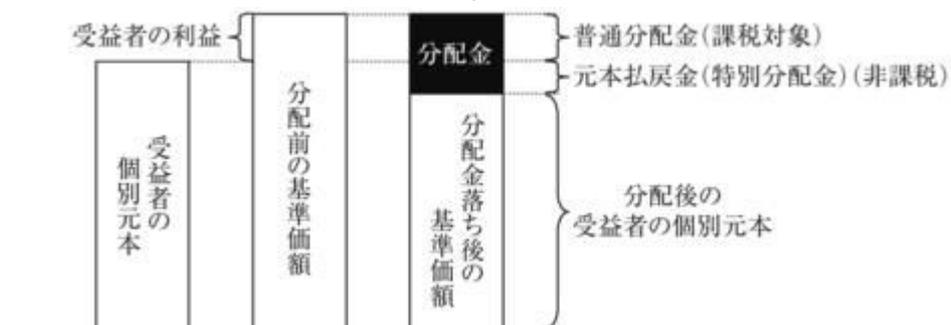 受益者の利益
分配金
普通分配金(課税対象)
元本払戻金(特別分配金)(非課税)
受益者の
個別元本
分配前の基準価額
分配金落ち後の
基準価額
分配後の
受益者の個別元本